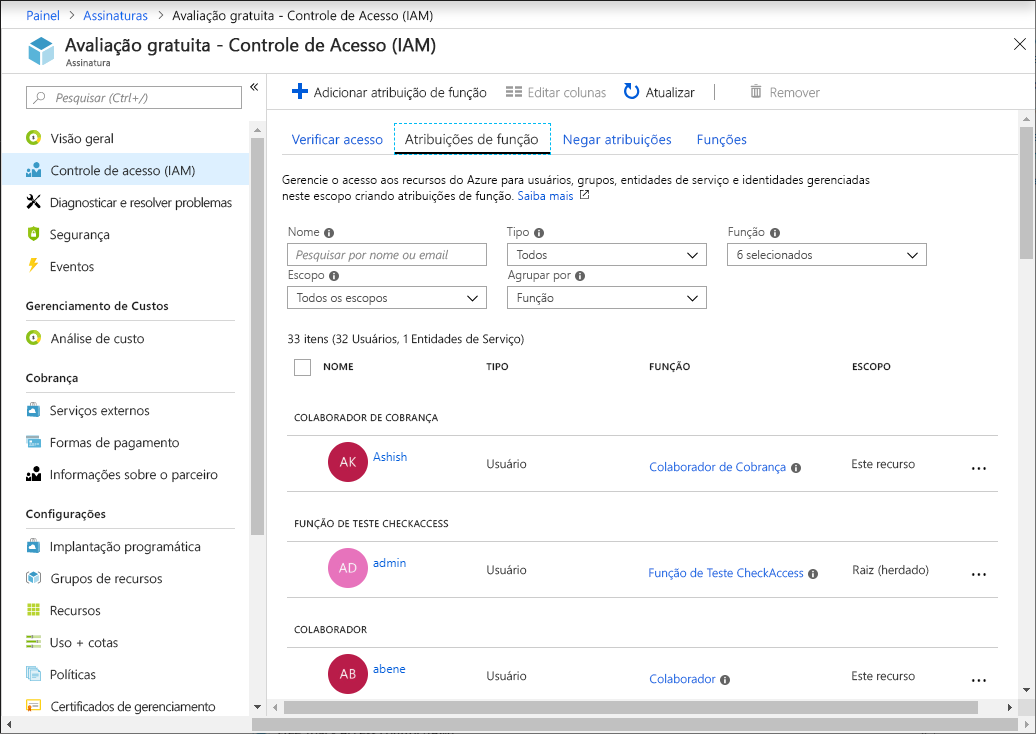 Painel > Assinaturas > Avaliação gratuita - Controle de Acesso (IAM)
Avaliação gratuita - Controle de Acesso (IAM)
Assinatura
Pesquisar (Ctrl+/)
«
Visão geral
Controle de acesso (IAM)
Diagnosticar e resolver problemas
Segurança
Eventos
Gerenciamento de Custos
Análise de custo
Cobrança
Serviços externos
Formas de pagamento
Informações sobre o parceiro
Configurações
Implantação programática
Grupos de recursos
Recursos
Uso + cotas
Políticas
Certificados de gerenciamento
Adicionar atribuição de função Editar colunas Atualizar Remover
Verificar acesso Atribuições de função Negar atribuições Funções
Gerencie o acesso aos recursos do Azure para usuários, grupos, entidades de serviço e identidades gerenciadas
neste escopo criando atribuições de função. Saiba mais
Nome Tipo Função
Pesquisar por nome ou email Todos 6 selecionados
Escopo Agrupar por
Todos os escopos Função
33 itens (32 Usuários, 1 Entidades de Serviço)
NOME TIPO FUNÇÃO ESCOPO
COLABORADOR DE COBRANÇA
AK Ashish Usuário Colaborador de Cobrança Este recurso ...
FUNÇÃO DE TESTE CHECKACCESS
AD admin Usuário Função de Teste CheckAccess Raiz (herdado) ...
COLABORADOR
AB abene Usuário Colaborador Este recurso ...